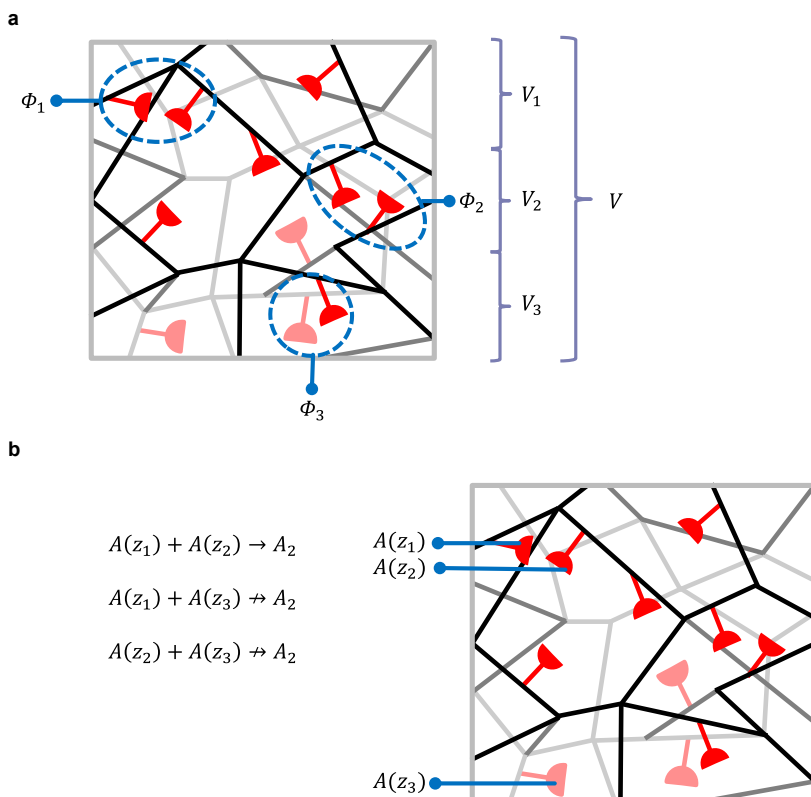 a
Φ₁
V₁
V₂
V
Φ₂
V₃
Φ₃
b
A(z₁) + A(z₂) → A₂
A(z₁) + A(z₃) ↛ A₂
A(z₂) + A(z₃) ↛ A₂
A(z₁)
A(z₂)
A(z₃)